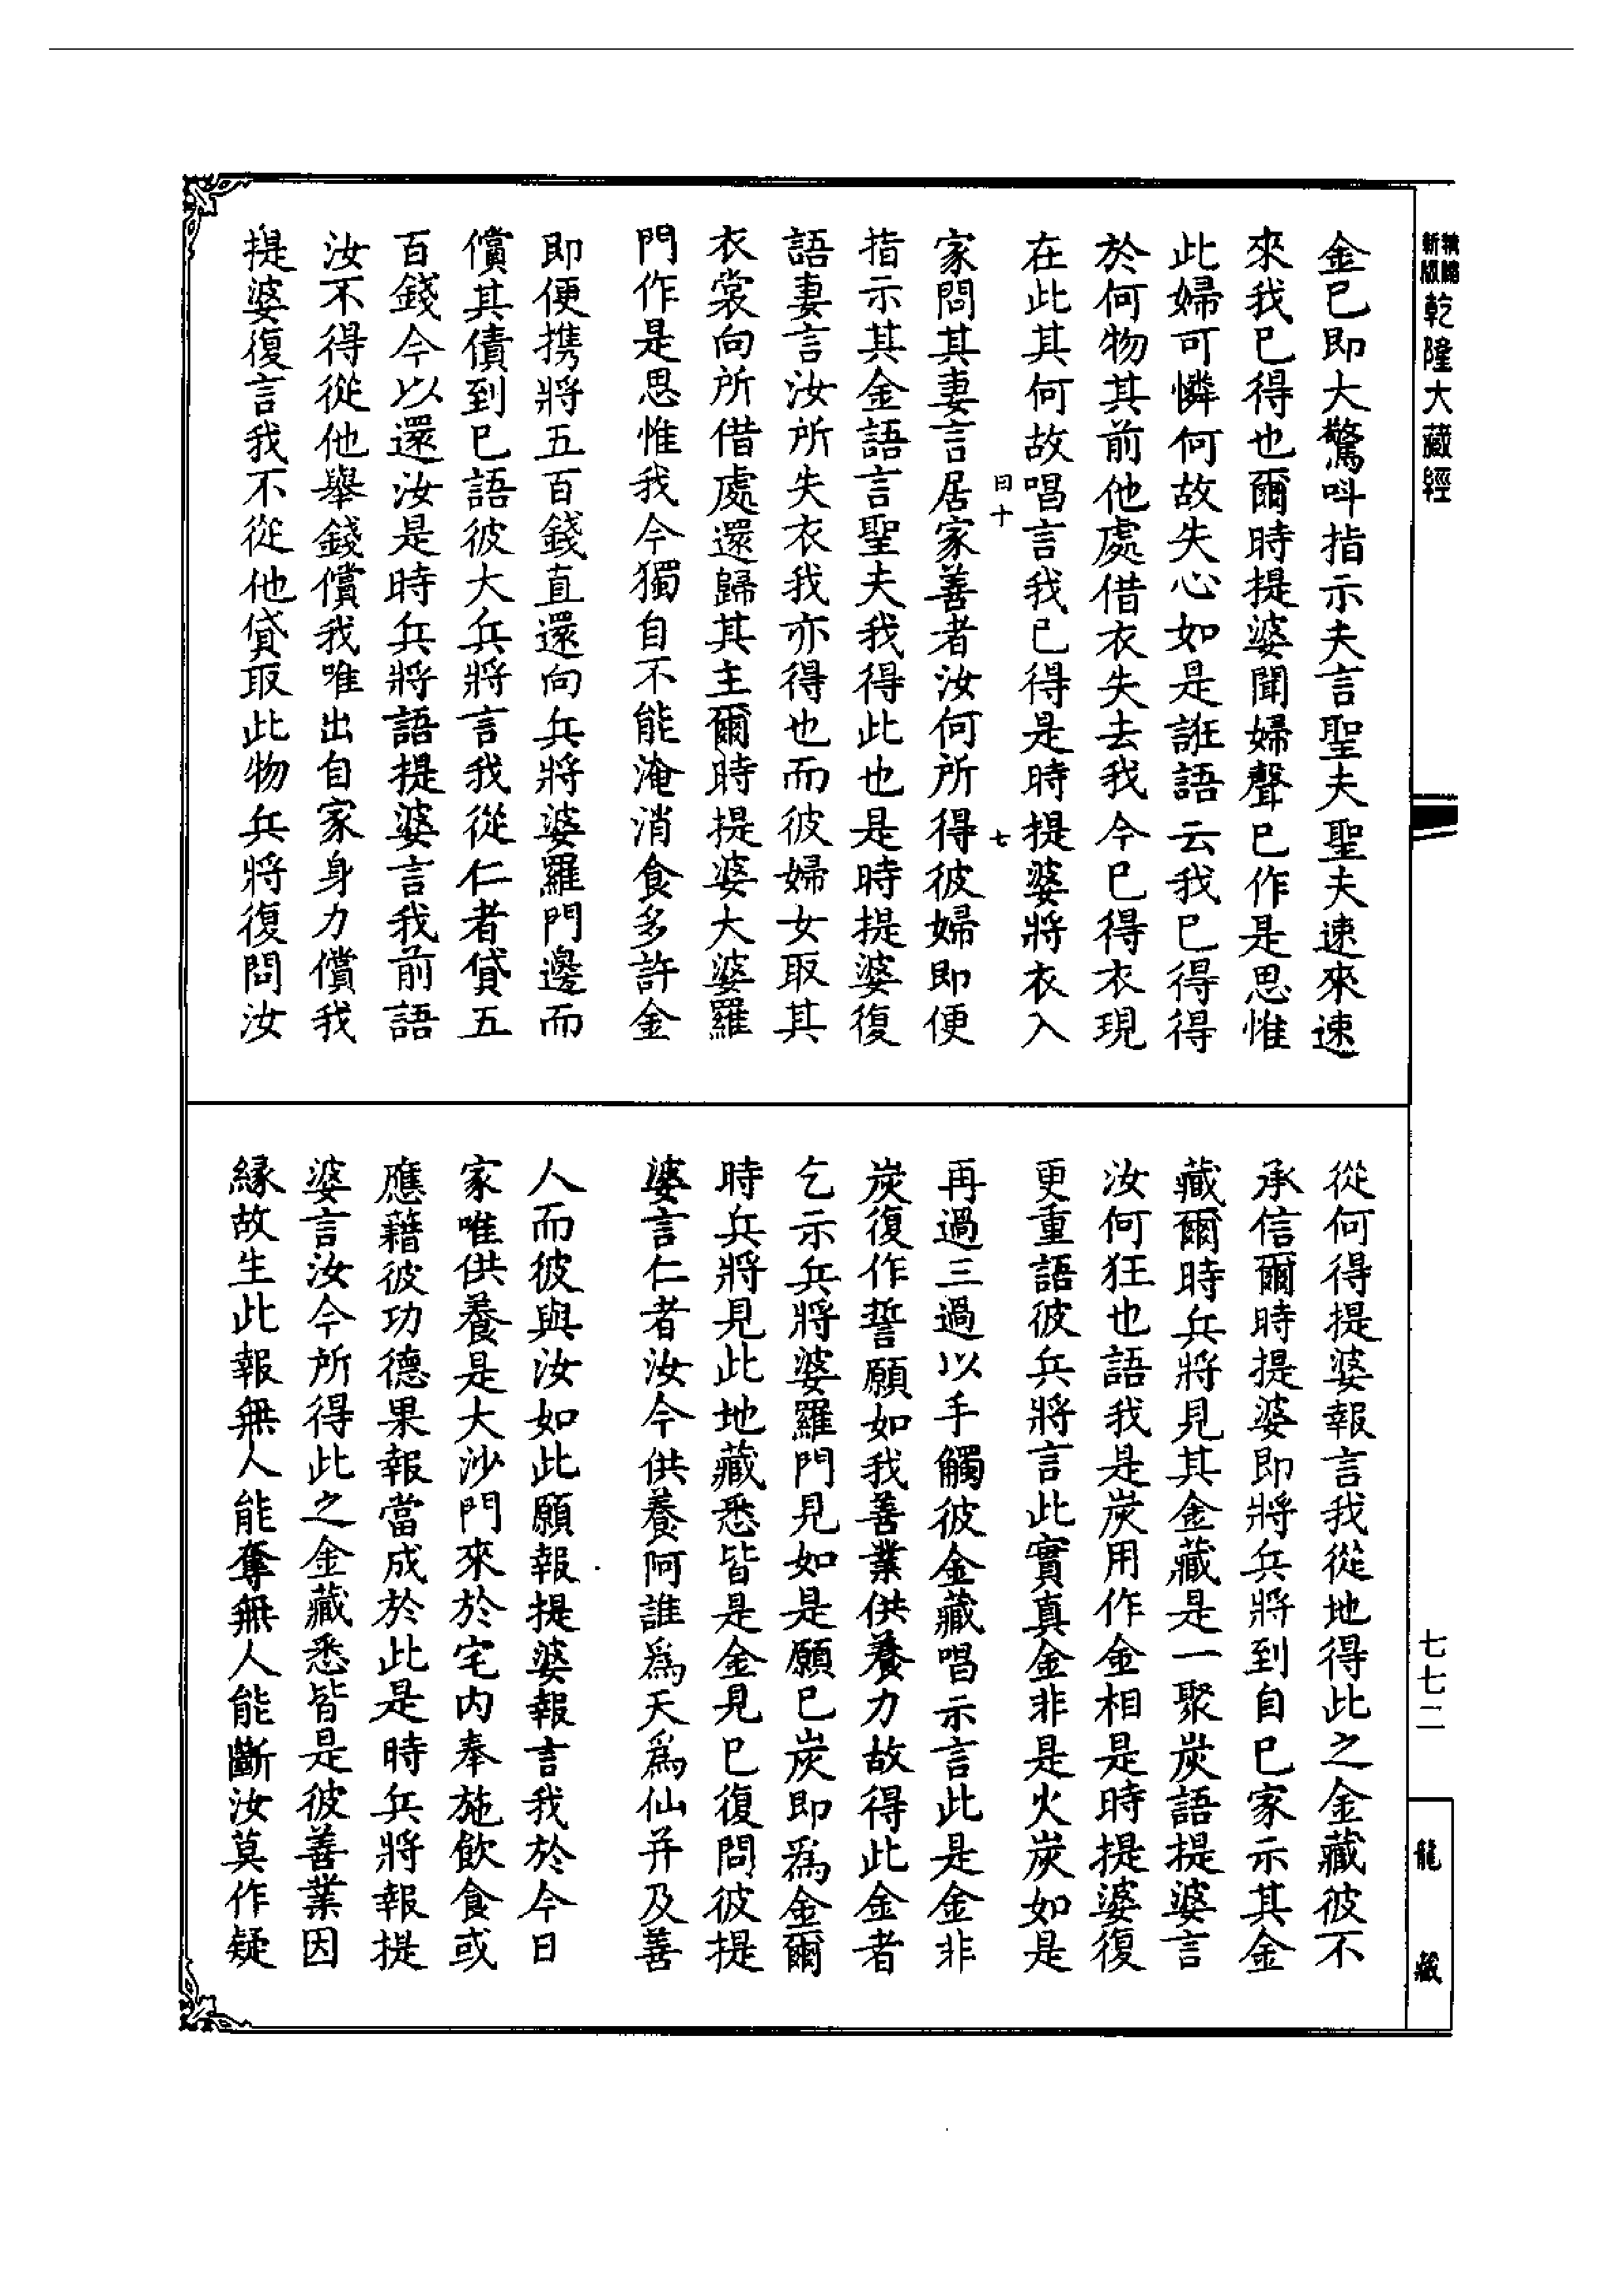 新版精縮乾隆大藏經
金已即大驚呌指示夫言聖夫聖夫速來速
來我已得也爾時提婆聞婦聲已作是思惟
此婦可憐何故失心如是誑語云我已得得
於何物其前他處借衣失去我今已得衣現
在此其何故唱言我已得是時提婆將衣入
曰十 七
家問其妻言居家善者汝何所得彼婦即便
指示其金語言聖夫我得此也是時提婆復
語妻言汝所失衣我亦得也而彼婦女取其
衣裳向所借處還歸其主爾時提婆大婆羅
門作是思惟我今獨自不能淹消食多許金
即便携將五百錢直還向兵將婆羅門邊而
償其債到已語彼大兵將言我從仁者貸五
百錢今以還汝是時兵將語提婆言我前語
汝不得從他舉錢償我唯出自家身力償我
提婆復言我不從他貸取此物兵將復問汝
從何得提婆報言我從地得此之金藏彼不
承信爾時提婆即將兵將到自己家示其金
藏爾時兵將見其金藏是一聚炭語提婆言
汝何狂也語我是炭用作金相是時提婆復
更重語彼兵將言此實真金非是火炭如是
再過三過以手觸彼金藏唱示言此是金非
炭復作誓願如我善業供養力故得此金者
乞示兵將婆羅門見如是願已炭即爲金爾
時兵將見此地藏悉皆是金見已復問彼提
婆言仁者汝今供養阿誰爲天爲仙并及善
人而彼與汝如此願報提婆報言我於今日
家唯供養是大沙門來於宅内奉施飲食或
應藉彼功德果報當成於此是時兵將報提
婆言汝今所得此之金藏悉皆是彼善業因
緣故生此報無人能奪無人能斷汝莫作疑
七七二
龍藏